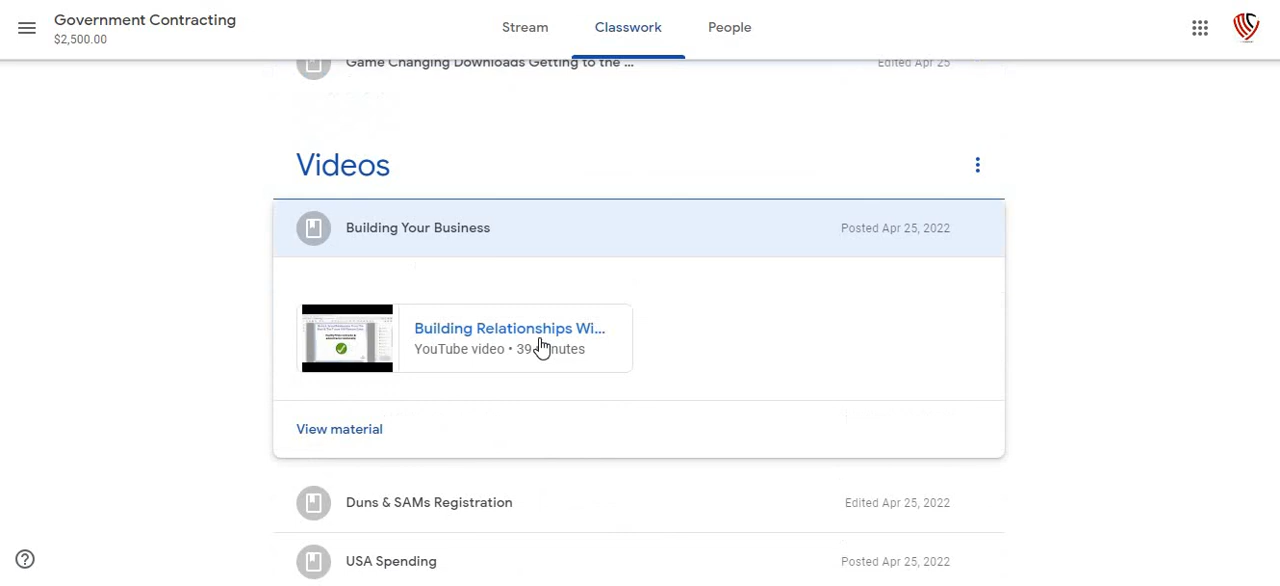 Government Contracting
$2,500.00
Stream
Classwork
People
Game Changing Downloads Getting to the ...
Edited Apr 25
Videos
Building Your Business
Posted Apr 25, 2022
Building Relationships Wi...
YouTube video • 39 minutes
View material
Duns & SAMs Registration
Edited Apr 25, 2022
USA Spending
Posted Apr 25, 2022